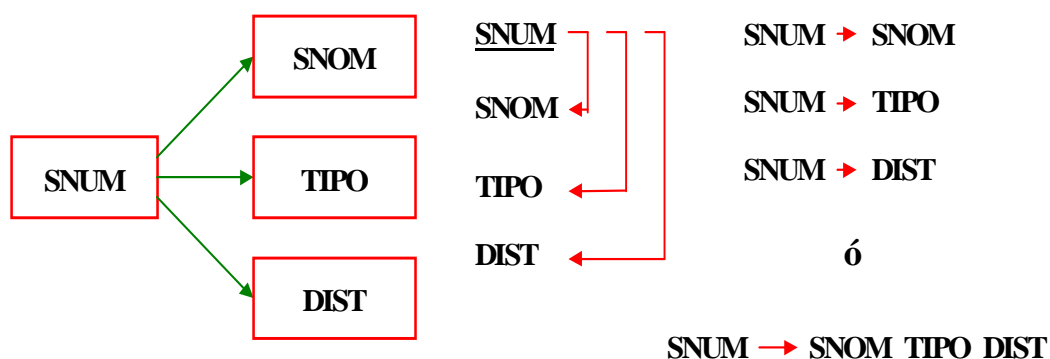 SNUM
SNOM
TIPO
DIST
SNUM
SNOM
TIPO
DIST
SNUM → SNOM
SNUM → TIPO
SNUM → DIST
ó
SNUM → SNOM TIPO DIST